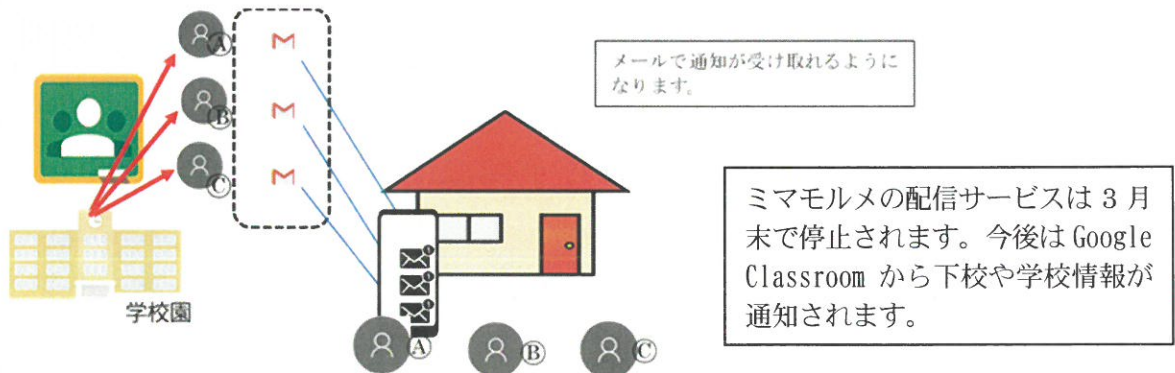 Ⓐ
Ⓑ
Ⓒ
学校園
メールで通知が受け取れるように
なります。
ミマモルメの配信サービスは 3 月
末で停止されます。今後は Google
Classroom から下校や学校情報が
通知されます。
Ⓐ
Ⓑ
Ⓒ